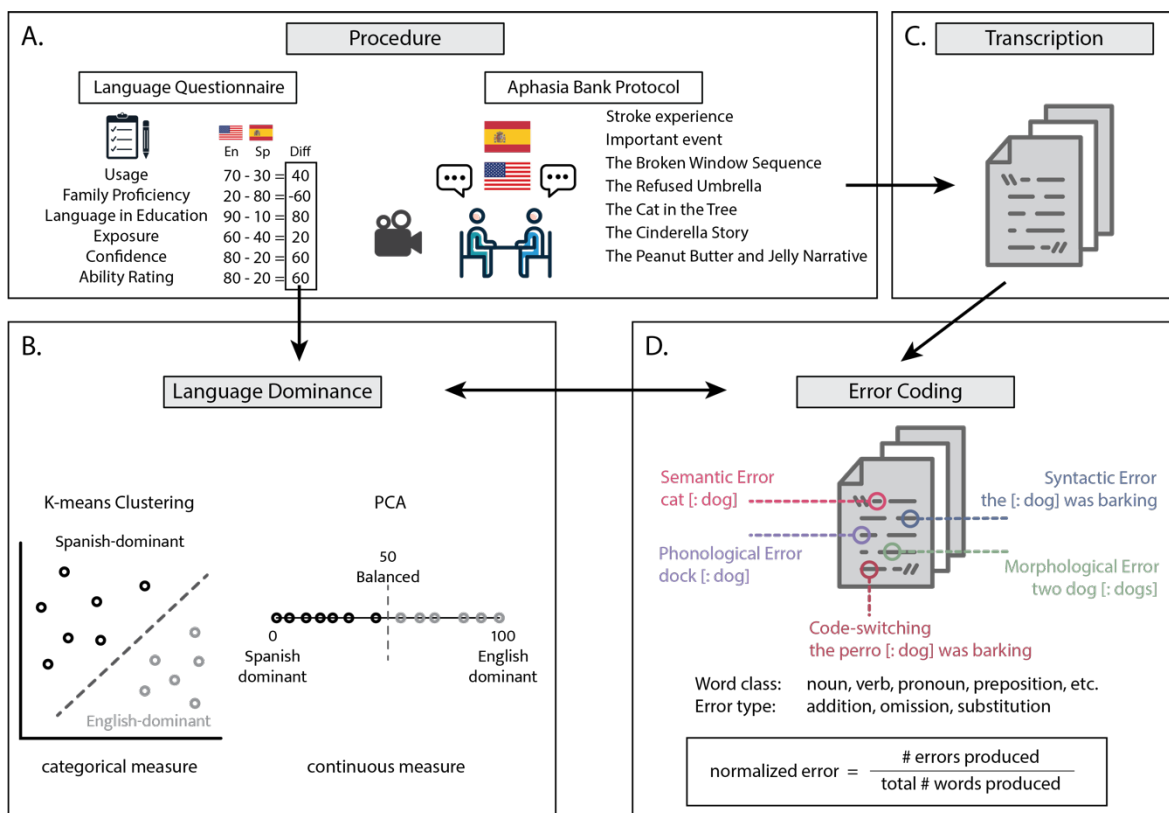 A.
Procedure
Language Questionnaire
En Sp Diff
Usage 70 - 30 = 40
Family Proficiency 20 - 80 = -60
Language in Education 90 - 10 = 80
Exposure 60 - 40 = 20
Confidence 80 - 20 = 60
Ability Rating 80 - 20 = 60
Aphasia Bank Protocol
Stroke experience
Important event
The Broken Window Sequence
The Refused Umbrella
The Cat in the Tree
The Cinderella Story
The Peanut Butter and Jelly Narrative
C.
Transcription
B.
Language Dominance
K-means Clustering
Spanish-dominant
English-dominant
categorical measure
PCA
50
Balanced
0
Spanish
dominant
100
English
dominant
continuous measure
D.
Error Coding
Semantic Error
cat [: dog]
Syntactic Error
the [: dog] was barking
Phonological Error
dock [: dog]
Morphological Error
two dog [: dogs]
Code-switching
the perro [: dog] was barking
Word class: noun, verb, pronoun, preposition, etc.
Error type: addition, omission, substitution
normalized error = # errors produced
total # words produced